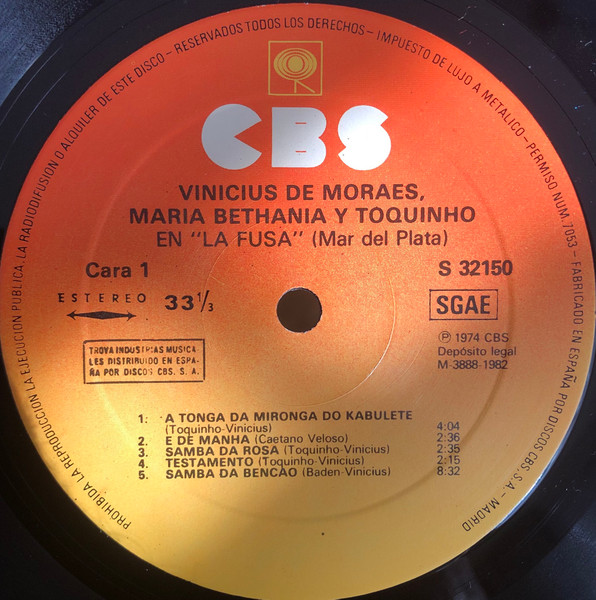 PROHIBIDA LA REPRODUCCION, LA EJECUCION PUBLICA, LA RADIODIFUSION O ALQUILER DE ESTE DISCO - RESERVADOS TODOS LOS DERECHOS - IMPUESTO DE LUJO A METALICO - PERMISO NUM. 7053 - FABRICADO EN ESPAÑA POR DISCOS CBS, S.A. - MADRID
CBS
VINICIUS DE MORAES,
MARIA BETHANIA Y TOQUINHO
EN "LA FUSA" (Mar del Plata)
Cara 1 S 32150
ESTEREO 33 1/3 SGAE
℗ 1974 CBS
Depósito legal
M-3888-1982
TROVA INDUSTRIAS MUSICA
LES DISTRIBUIDO EN ESPA-
ÑA POR DISCOS CBS. S. A.
1: A TONGA DA MIRONGA DO KABULETE
(Toquinho-Vinicius) 4:04
2. E DE MANHA (Caetano Veloso) 2:36
3. SAMBA DA ROSA (Toquinho-Vinicius) 2:35
4. TESTAMENTO (Toquinho-Vinicius) 2:15
5. SAMBA DA BENCAO (Baden-Vinicius) 8:32